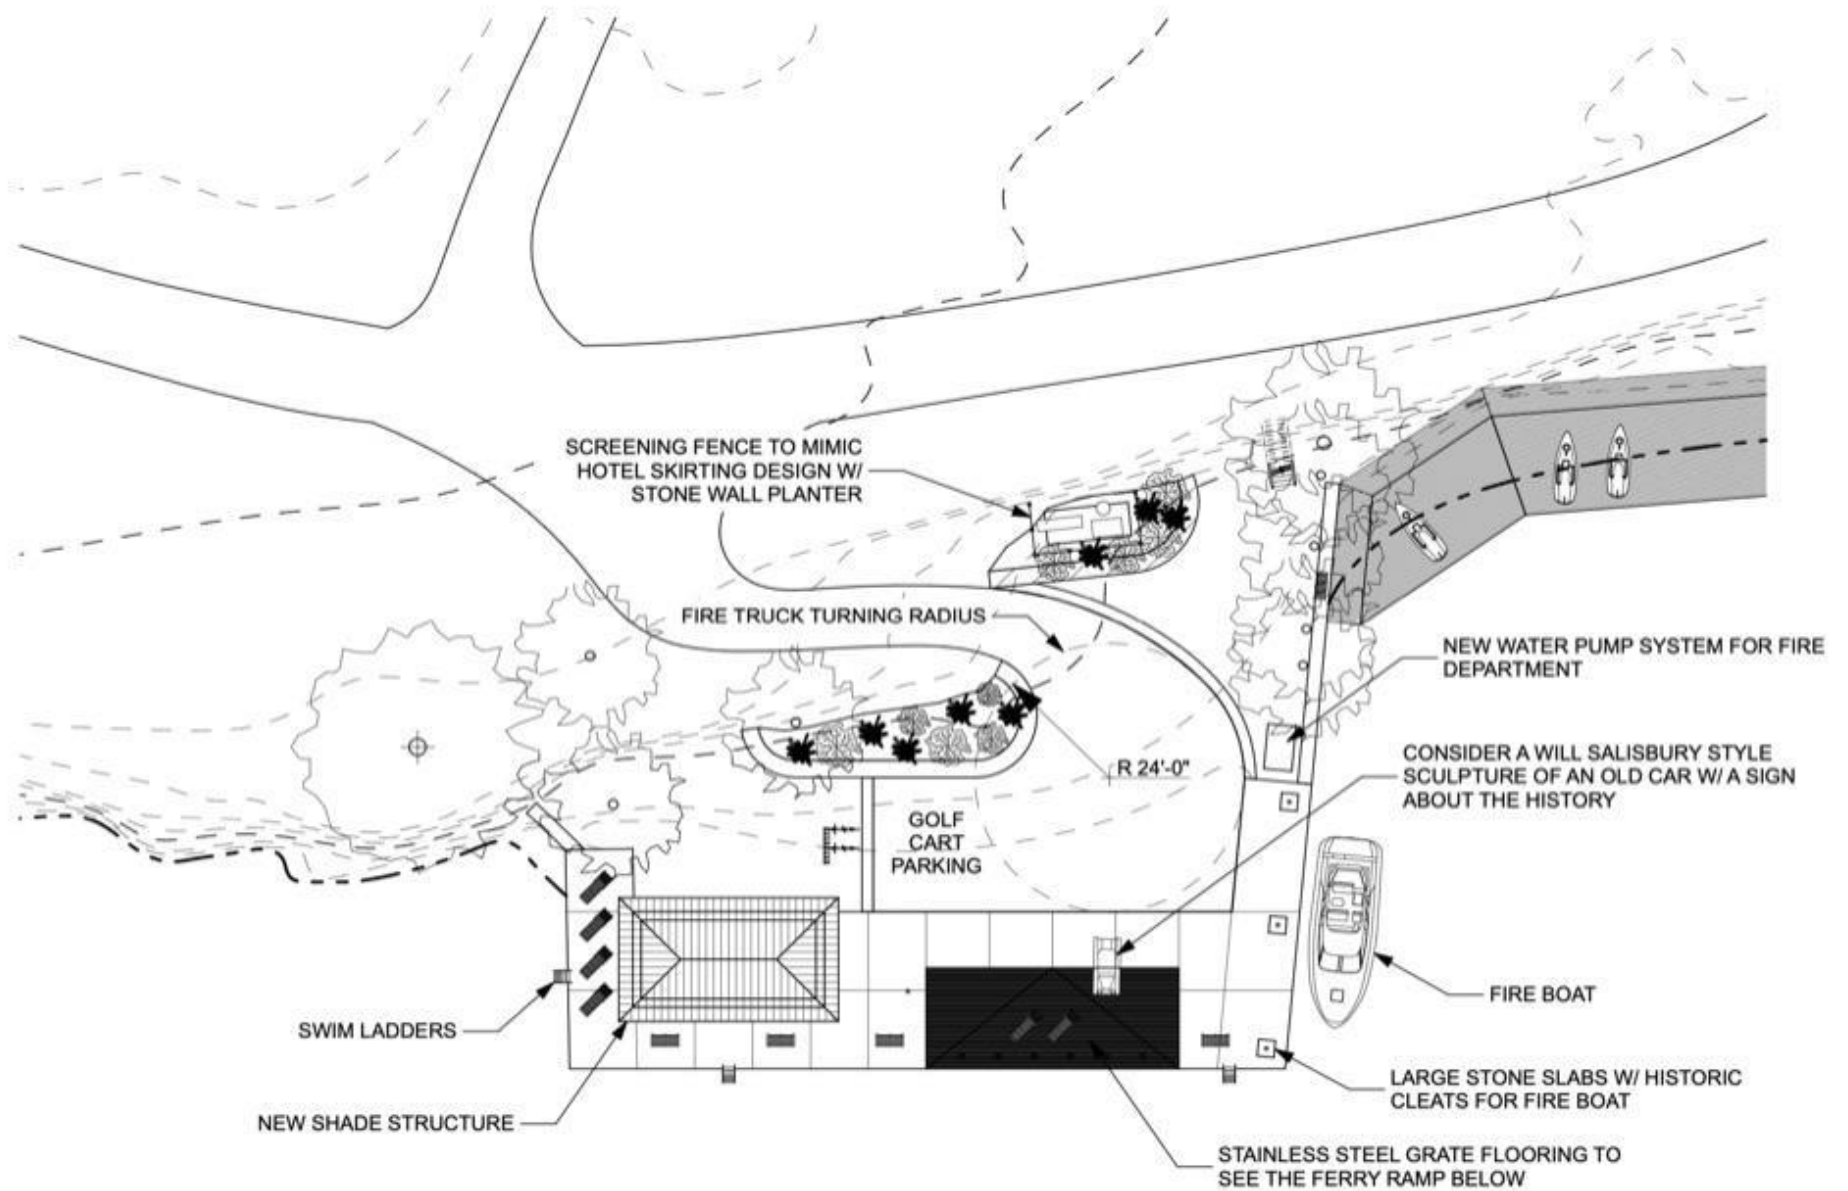 SCREENING FENCE TO MIMIC
HOTEL SKIRTING DESIGN W/
STONE WALL PLANTER
FIRE TRUCK TURNING RADIUS
NEW WATER PUMP SYSTEM FOR FIRE
DEPARTMENT
R 24'-0"
CONSIDER A WILL SALISBURY STYLE
SCULPTURE OF AN OLD CAR W/ A SIGN
ABOUT THE HISTORY
GOLF
CART
PARKING
FIRE BOAT
SWIM LADDERS
LARGE STONE SLABS W/ HISTORIC
CLEATS FOR FIRE BOAT
NEW SHADE STRUCTURE
STAINLESS STEEL GRATE FLOORING TO
SEE THE FERRY RAMP BELOW